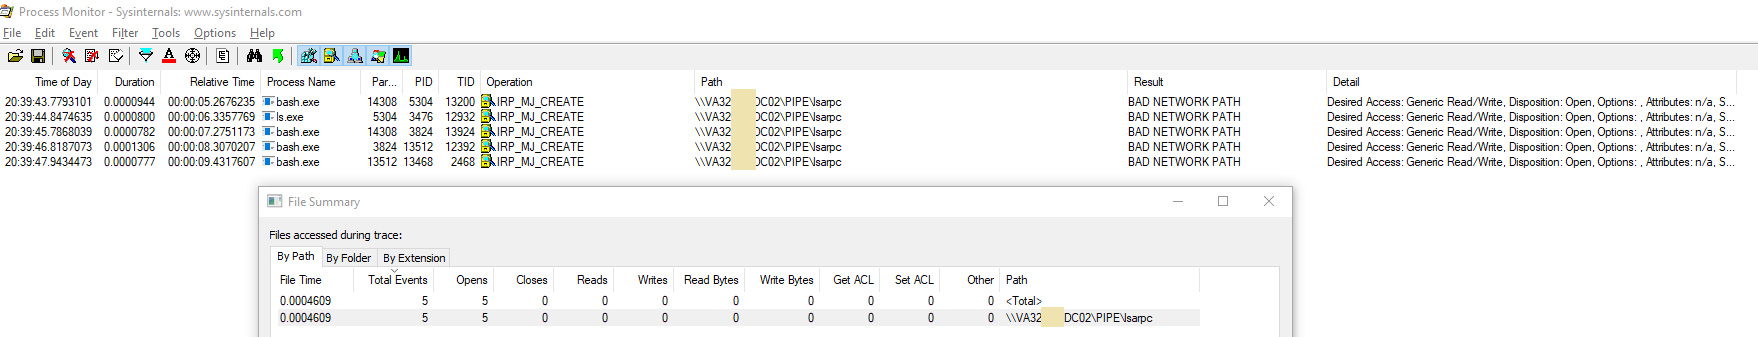 Process Monitor - Sysinternals: www.sysinternals.com
File Edit Event Filter Tools Options Help
Time of Day Duration Relative Time Process Name Par... PID TID Operation Path Result Detail
20:39:43.7793101 0.0000944 00:00:05.2676235 bash.exe 14308 5304 13200 IRP_MJ_CREATE \\VA32 DC02\PIPE\lsarpc BAD NETWORK PATH Desired Access: Generic Read/Write, Disposition: Open, Options: , Attributes: n/a, S...
20:39:44.8474635 0.0000800 00:00:06.3357769 ls.exe 5304 3476 12932 IRP_MJ_CREATE \\VA32 DC02\PIPE\lsarpc BAD NETWORK PATH Desired Access: Generic Read/Write, Disposition: Open, Options: , Attributes: n/a, S...
20:39:45.7868039 0.0000782 00:00:07.2751173 bash.exe 14308 3824 13924 IRP_MJ_CREATE \\VA32 DC02\PIPE\lsarpc BAD NETWORK PATH Desired Access: Generic Read/Write, Disposition: Open, Options: , Attributes: n/a, S...
20:39:46.8187073 0.0001306 00:00:08.3070207 bash.exe 3824 13512 12392 IRP_MJ_CREATE \\VA32 DC02\PIPE\lsarpc BAD NETWORK PATH Desired Access: Generic Read/Write, Disposition: Open, Options: , Attributes: n/a, S...
20:39:47.9434473 0.0000777 00:00:09.4317607 bash.exe 13512 13468 2468 IRP_MJ_CREATE \\VA32 DC02\PIPE\lsarpc BAD NETWORK PATH Desired Access: Generic Read/Write, Disposition: Open, Options: , Attributes: n/a, S...
File Summary
Files accessed during trace:
By Path By Folder By Extension
File Time Total Events Opens Closes Reads Writes Read Bytes Write Bytes Get ACL Set ACL Other Path
0.0004609 5 5 0 0 0 0 0 0 0 0 <Total>
0.0004609 5 5 0 0 0 0 0 0 0 0 \\VA32 DC02\PIPE\lsarpc